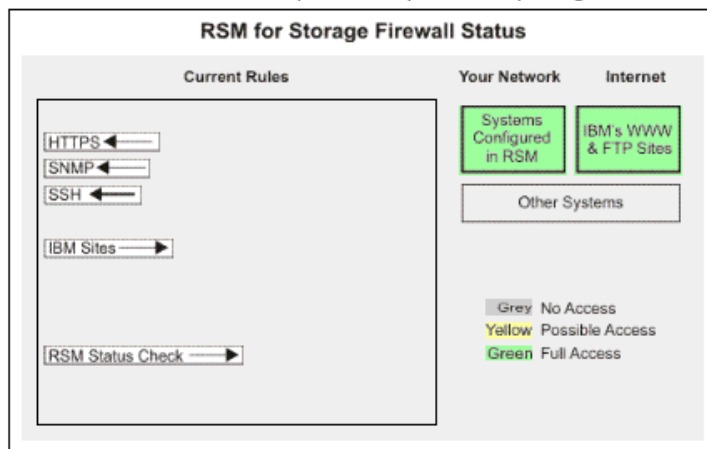 RSM for Storage Firewall Status
Current Rules
Your Network
Internet
HTTPS
SNMP
SSH
IBM Sites
RSM Status Check
Systems
Configured
in RSM
IBM's WWW
& FTP Sites
Other Systems
Grey No Access
Yellow Possible Access
Green Full Access